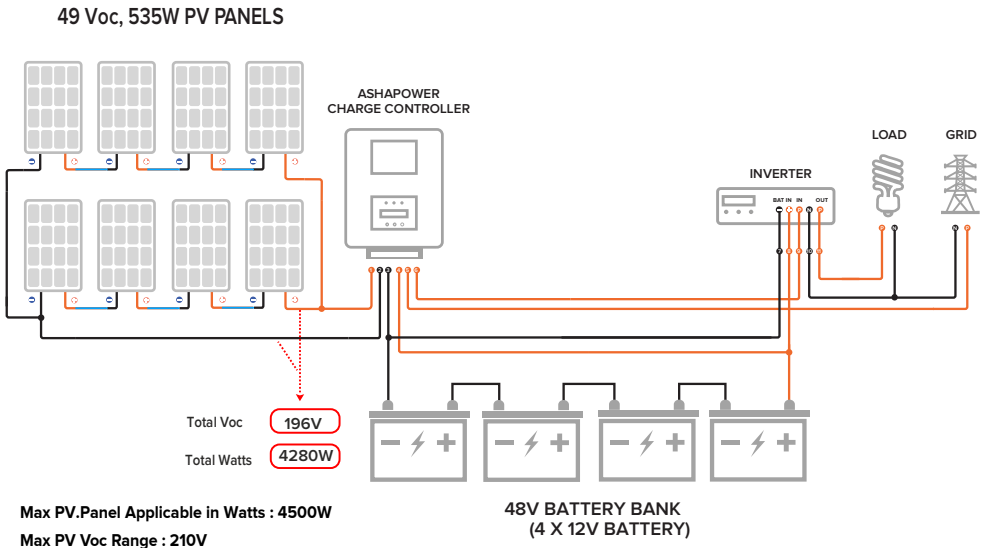 49 Voc, 535W PV PANELS
ASHAPOWER
CHARGE CONTROLLER
LOAD
GRID
INVERTER
BAT IN IN OUT
Total Voc
196V
Total Watts
4280W
48V BATTERY BANK
(4 X 12V BATTERY)
Max PV.Panel Applicable in Watts : 4500W
Max PV Voc Range : 210V